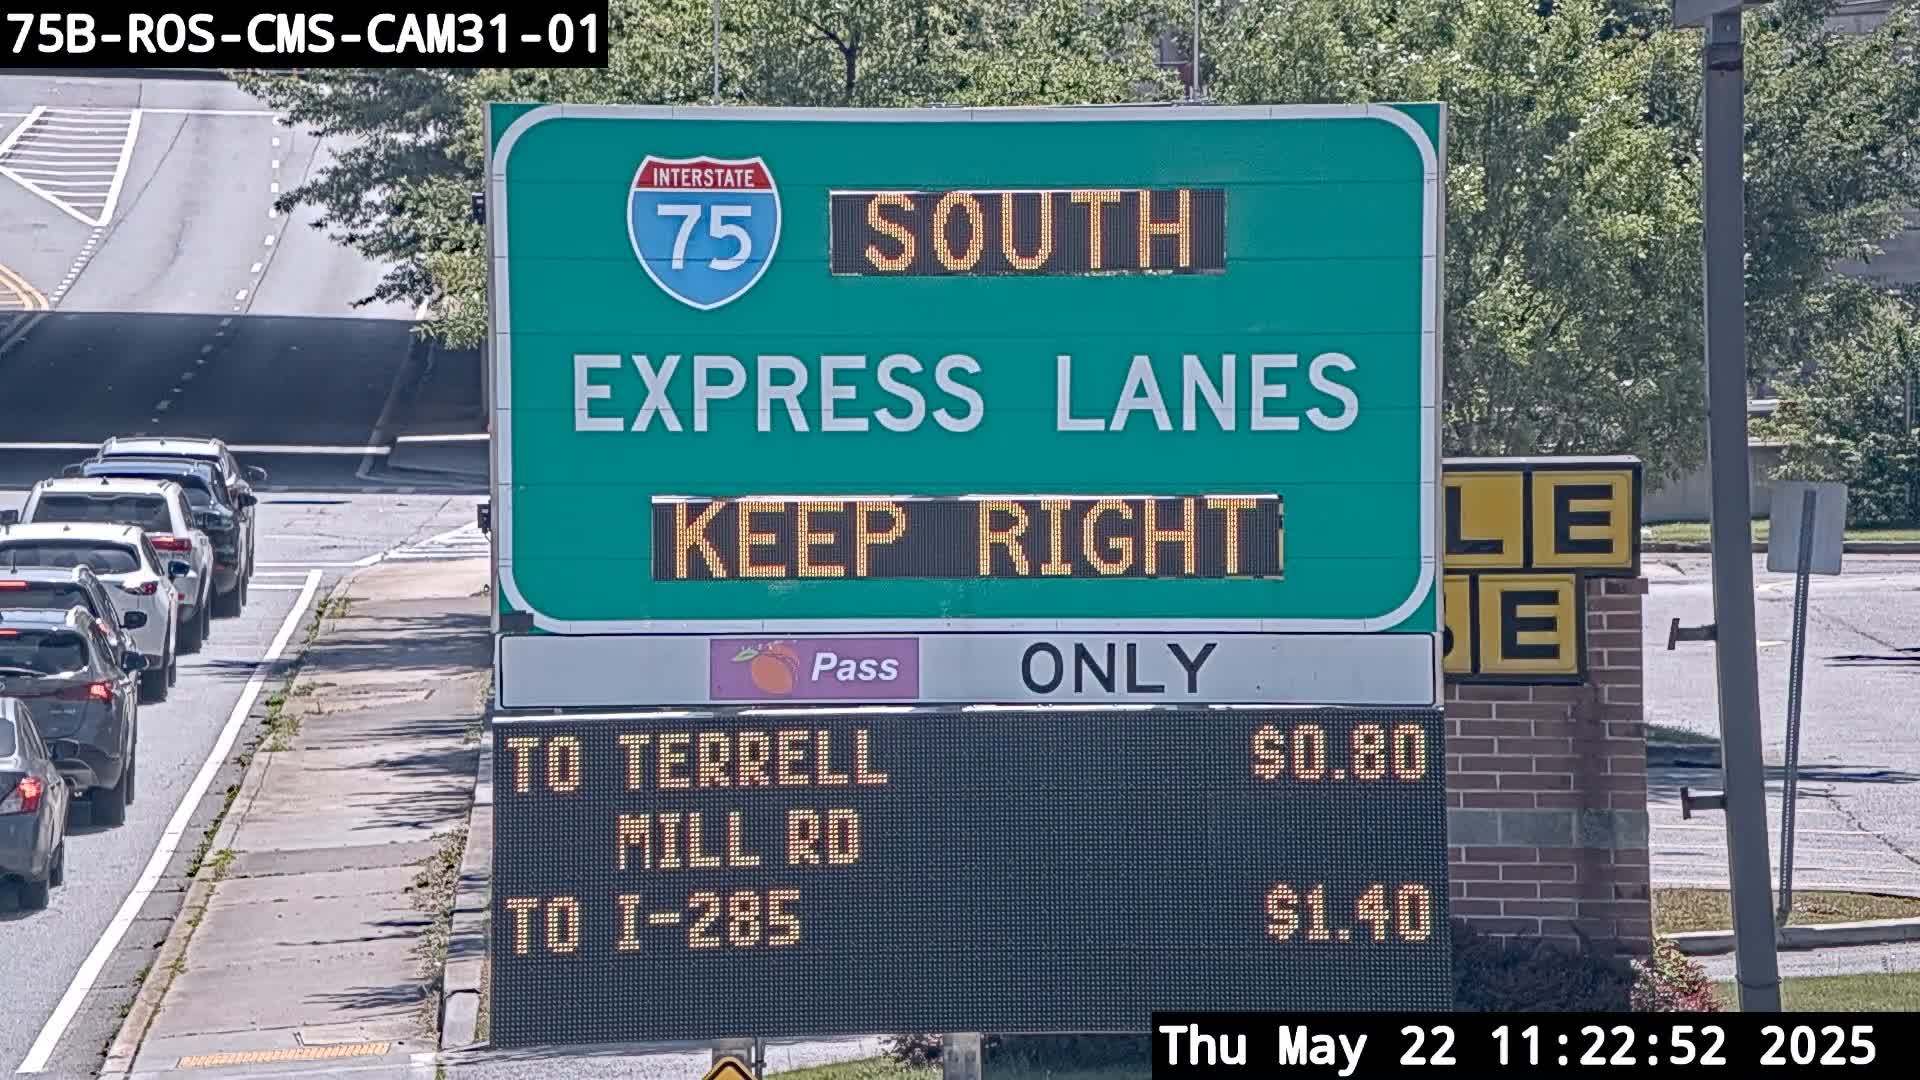 75B-ROS-CMS-CAM31-01
INTERSTATE
75
SOUTH
EXPRESS LANES
KEEP RIGHT
LE
E
Pass ONLY
TO TERRELL $0.80
MILL RD
TO I-285 $1.40
Thu May 22 11:22:52 2025